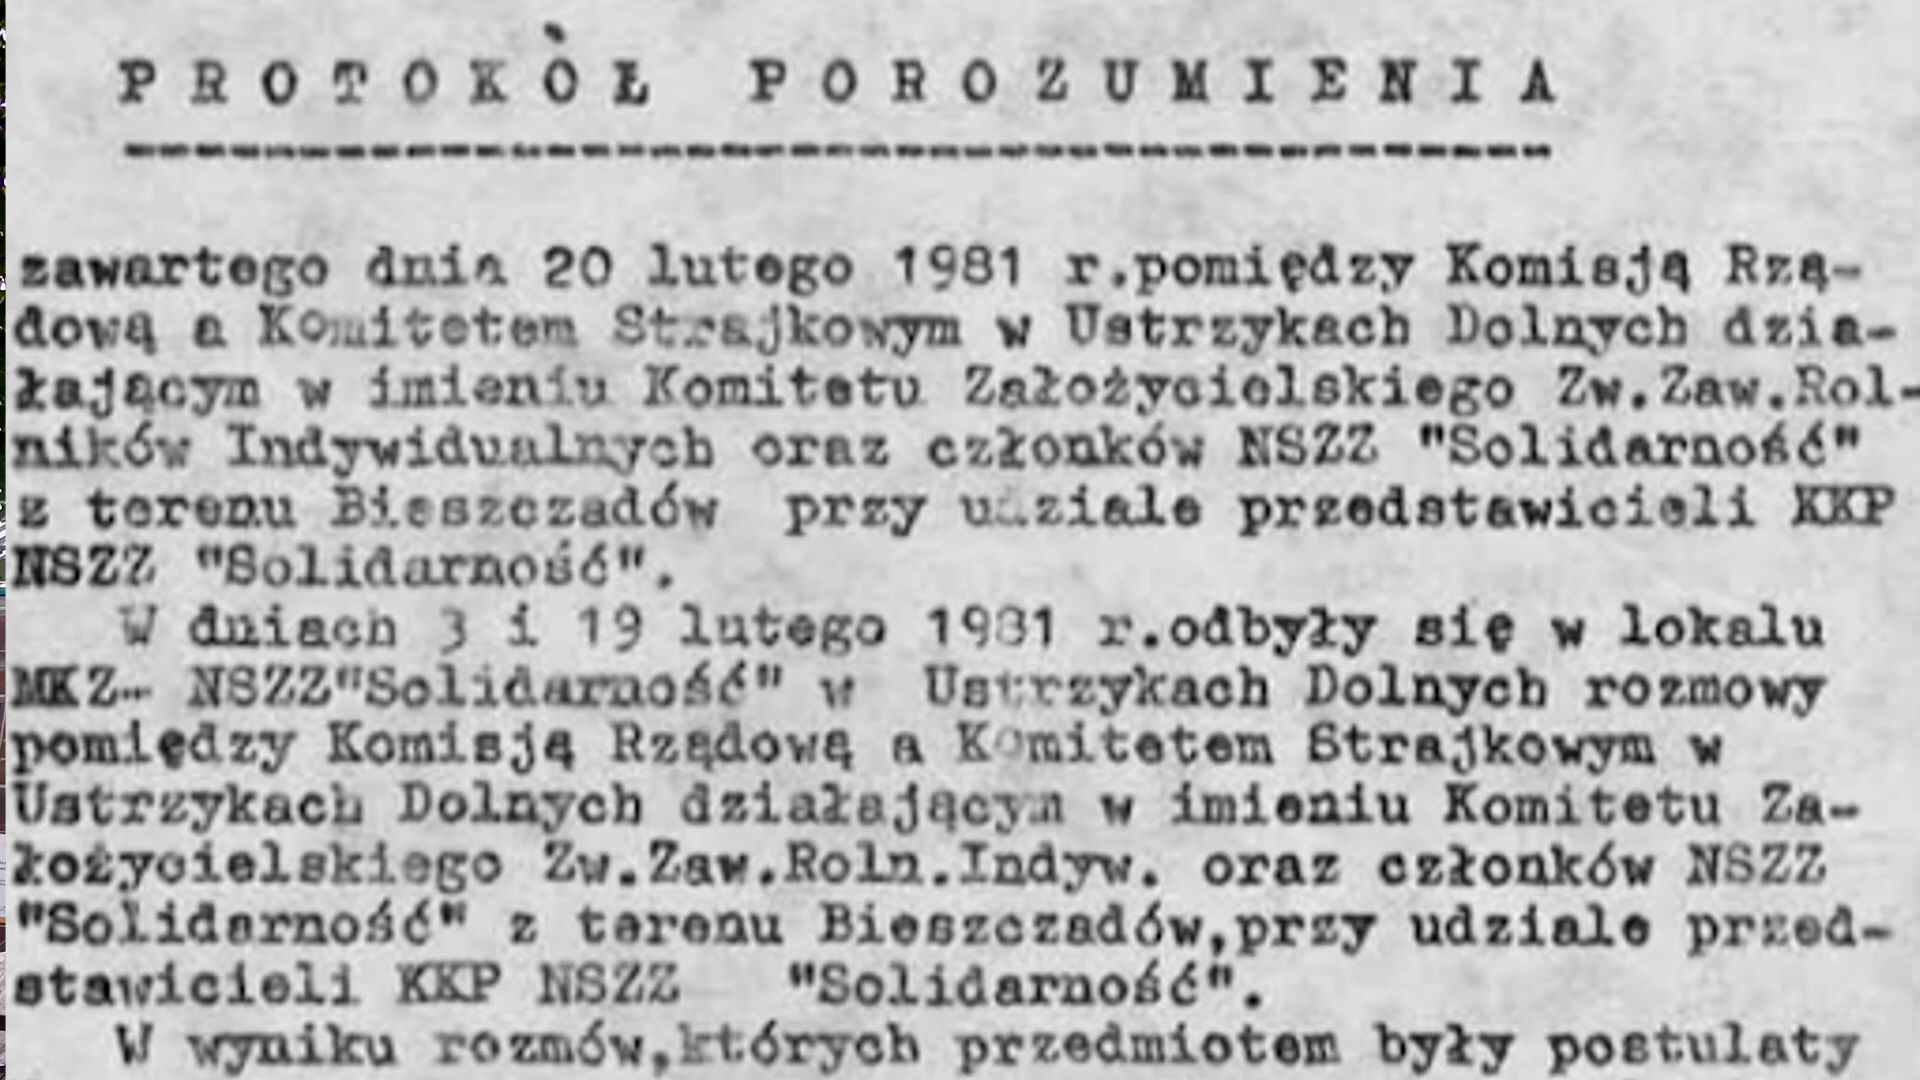 PROTOKÓŁ POROZUMIENIA
zawartego dnia 20 lutego 1981 r.pomiędzy Komisją Rzą-
dową a Komitetem Strajkowym w Ustrzykach Dolnych dzia-
łającym w imieniu Komitetu Założycielskiego Zw.Zaw.Rol-
ników Indywidualnych oraz członków NSZZ "Solidarność"
z terenu Bieszczadów przy udziale przedstawicieli KKP
NSZZ "Solidarność".
W dniach 3 i 19 lutego 1981 r.odbyły się w lokalu
MKZ- NSZZ"Solidarność" w Ustrzykach Dolnych rozmowy
pomiędzy Komisją Rządową a Komitetem Strajkowym w
Ustrzykach Dolnych działającym w imieniu Komitetu Za-
łożycielskiego Zw.Zaw.Roln.Indyw. oraz członków NSZZ
"Solidarność" z terenu Bieszczadów,przy udziale przed-
stawicieli KKP NSZZ "Solidarność".
W wyniku rozmów,których przedmiotem były postulaty